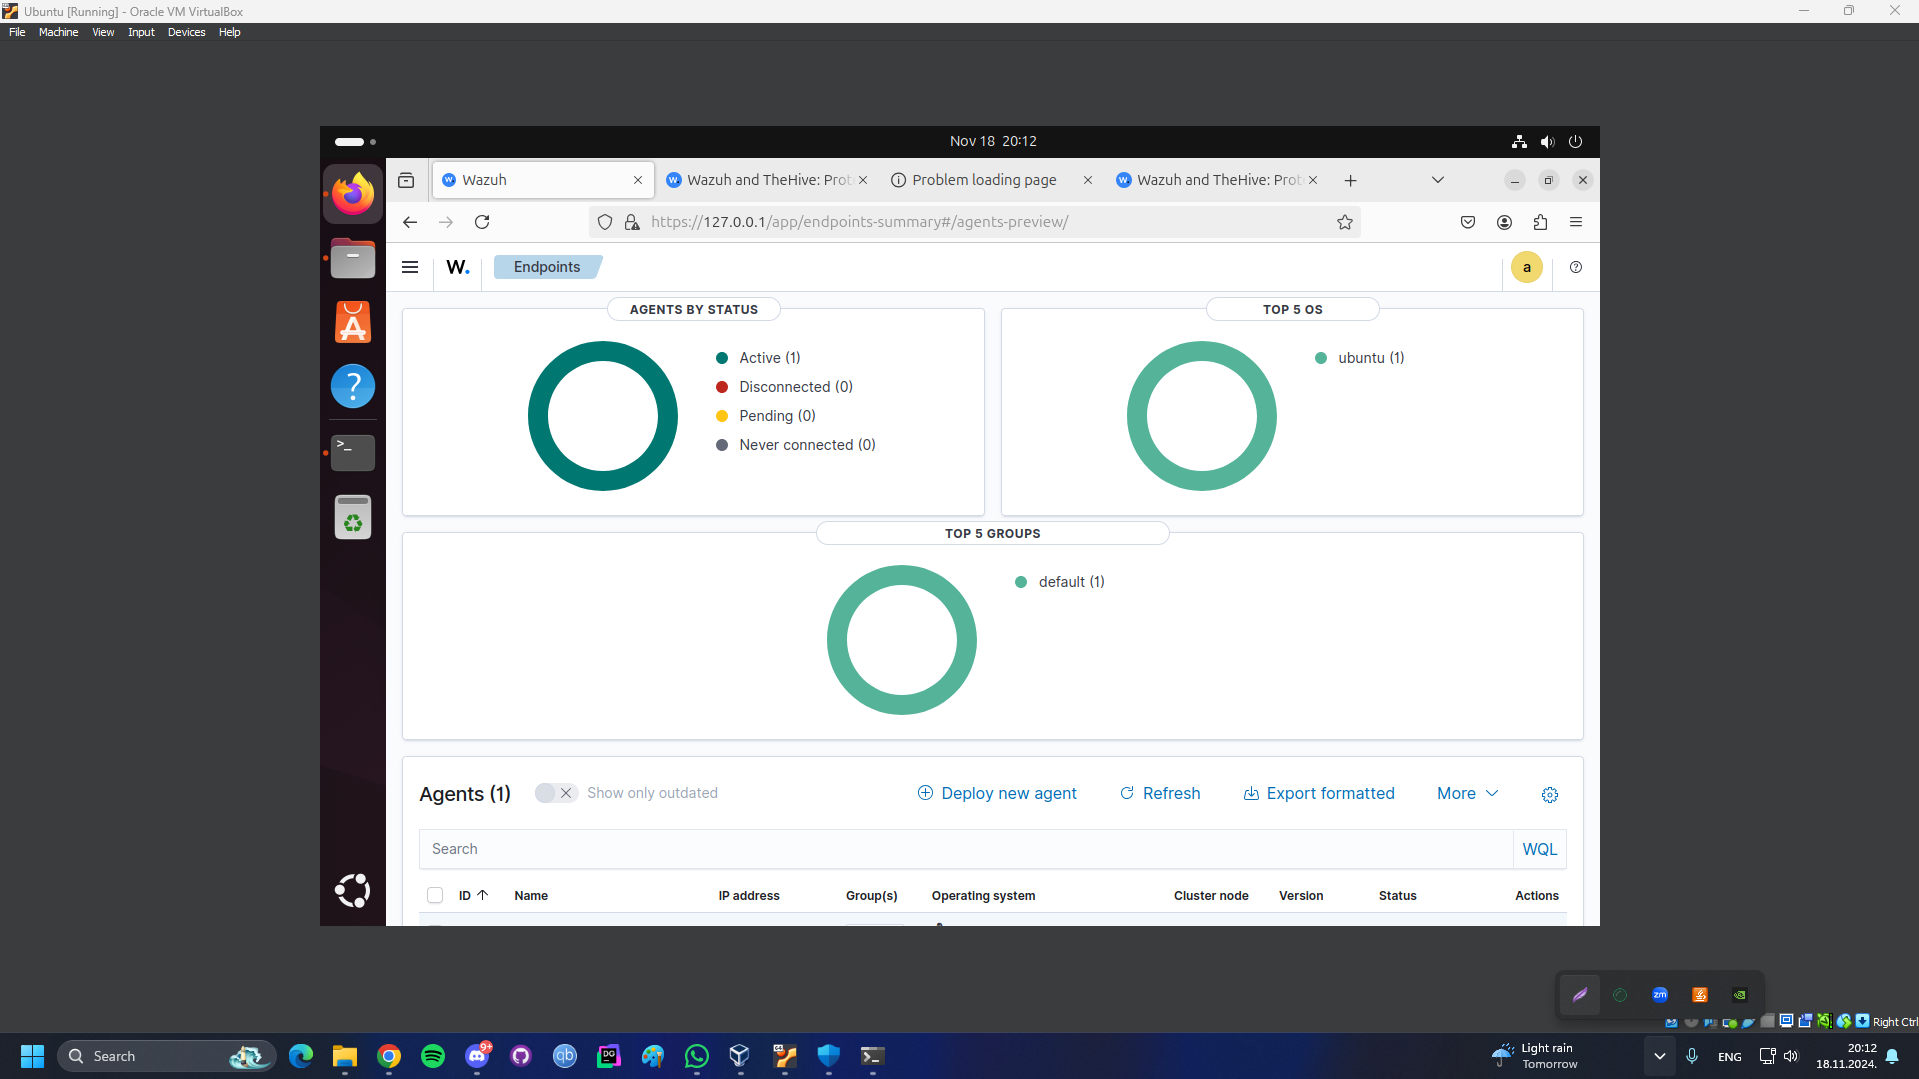 Ubuntu [Running] - Oracle VM VirtualBox
File Machine View Input Devices Help
Nov 18 20:12
Wazuh
Wazuh and TheHive: Prot
Problem loading page
Wazuh and TheHive: Prot
https://127.0.0.1/app/endpoints-summary#/agents-preview/
W.
Endpoints
a
AGENTS BY STATUS
Active (1)
Disconnected (0)
Pending (0)
Never connected (0)
TOP 5 OS
ubuntu (1)
TOP 5 GROUPS
default (1)
Agents (1)
Show only outdated
Deploy new agent
Refresh
Export formatted
More
Search
WQL
ID Name IP address Group(s) Operating system Cluster node Version Status Actions
zm
Right Ctrl
Search
9+
qb
DG
Light rain
Tomorrow
ENG
20:12
18.11.2024.